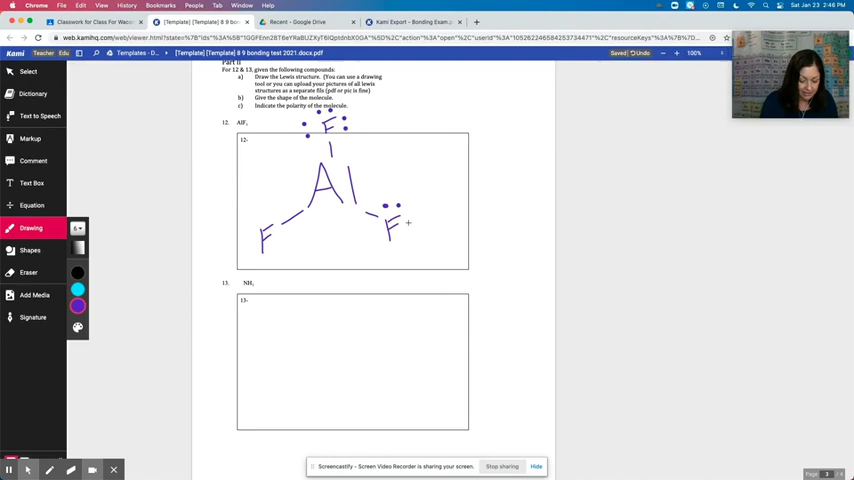 Chrome File Edit View History Bookmarks People Tab Window Help
Sat Jan 23 2:46 PM
Classwork for Class For Waco
[Template] [Template] 8 9 bond
Recent - Google Drive
Kami Export - Bonding Exam.p
Kami Teacher Edu
Templates - D...
[Template] [Template] 8 9 bonding test 2021.docx.pdf
Saved Undo
100%
Select
Dictionary
Text to Speech
Markup
Comment
Text Box
Drawing
Shapes
Eraser
Add Media
Signature
6
Part II
For 12 & 13, given the following compounds:
a) Draw the Lewis structure. (You can use a drawing
tool or you can upload your pictures of all lewis
structures as a separate fils (pdf or pic is fine)
b) Give the shape of the molecule.
c) Indicate the polarity of the molecule.
12. AlF₃
12-
F
Al
F
F
13. NH₃
13-
Screencastify - Screen Video Recorder is sharing your screen.
Stop sharing
Hide
Page 3 / 4